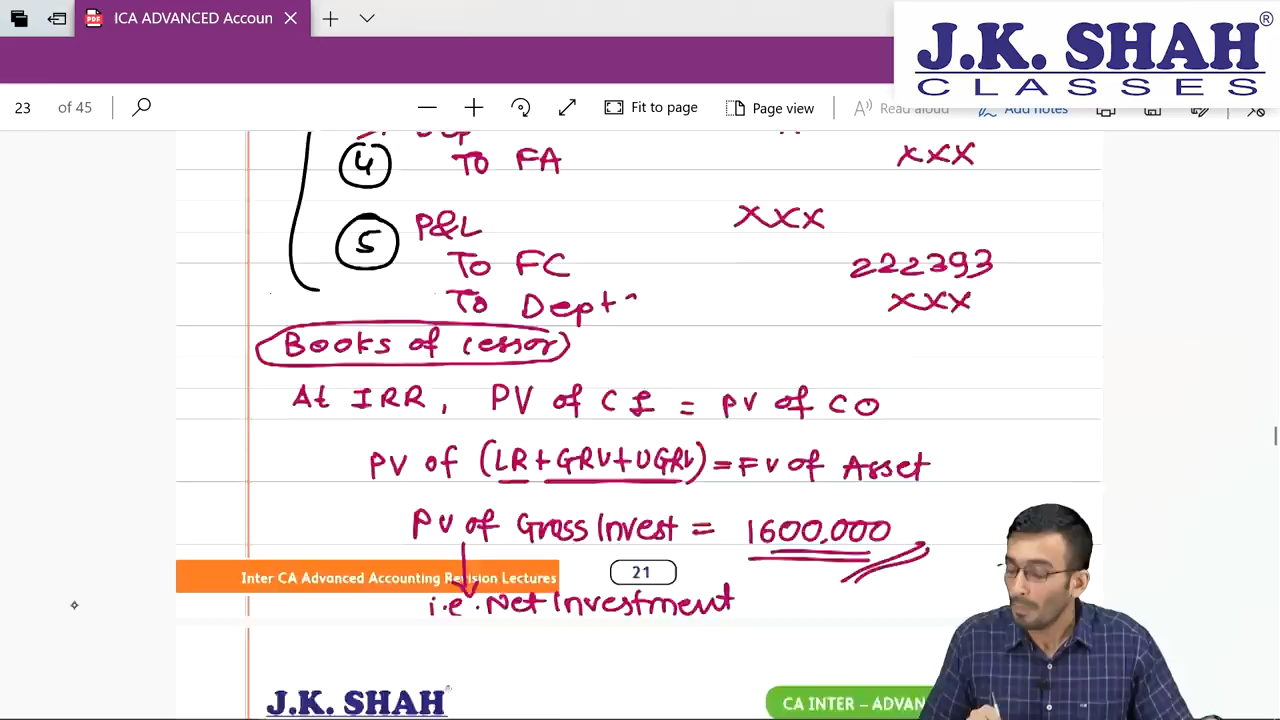 ICA ADVANCED Accoun
J.K. SHAH®
CLASSES
23 of 45
Fit to page
Page view
Read aloud
Add notes
4
To FA
XXX
5
P&L
XXX
To FC
222393
To Dept
XXX
Books of Lessor
At IRR, PV of CI = PV of CO
PV of (LR+GRV+UGRV) = FV of Asset
PV of Gross Invest = 1600,000
Inter CA Advanced Accounting Revision Lectures
21
i.e. Net Investment
J.K. SHAH
CA INTER – ADVAN